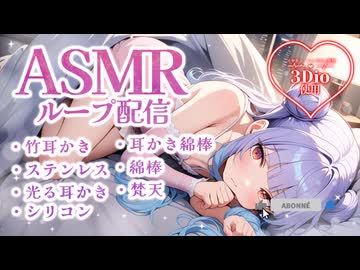 ASMR
ループ配信
・竹耳かき
・ステンレス
・光る耳かき
・シリコン
・耳かき綿棒
・綿棒
・梵天
3Dio
使用
ABONNÉ